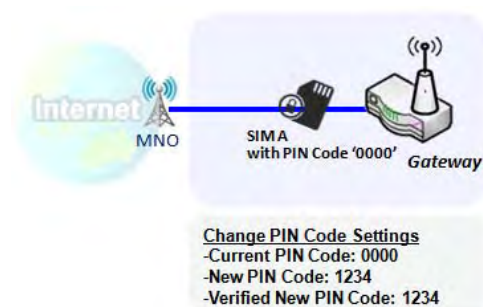 Internet
MNO
SIM A
with PIN Code ‘0000’
Gateway
Change PIN Code Settings
-Current PIN Code: 0000
-New PIN Code: 1234
-Verified New PIN Code: 1234